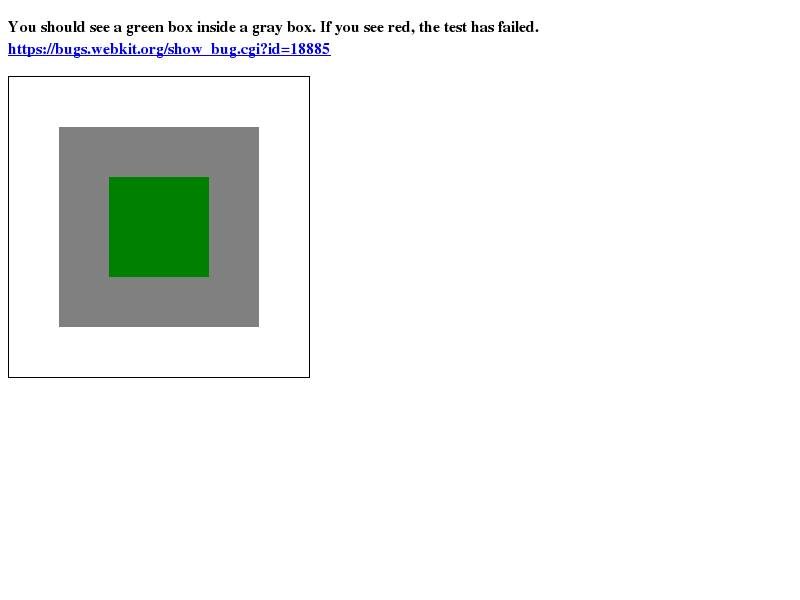 You should see a green box inside a gray box. If you see red, the test has failed.
https://bugs.webkit.org/show_bug.cgi?id=18885